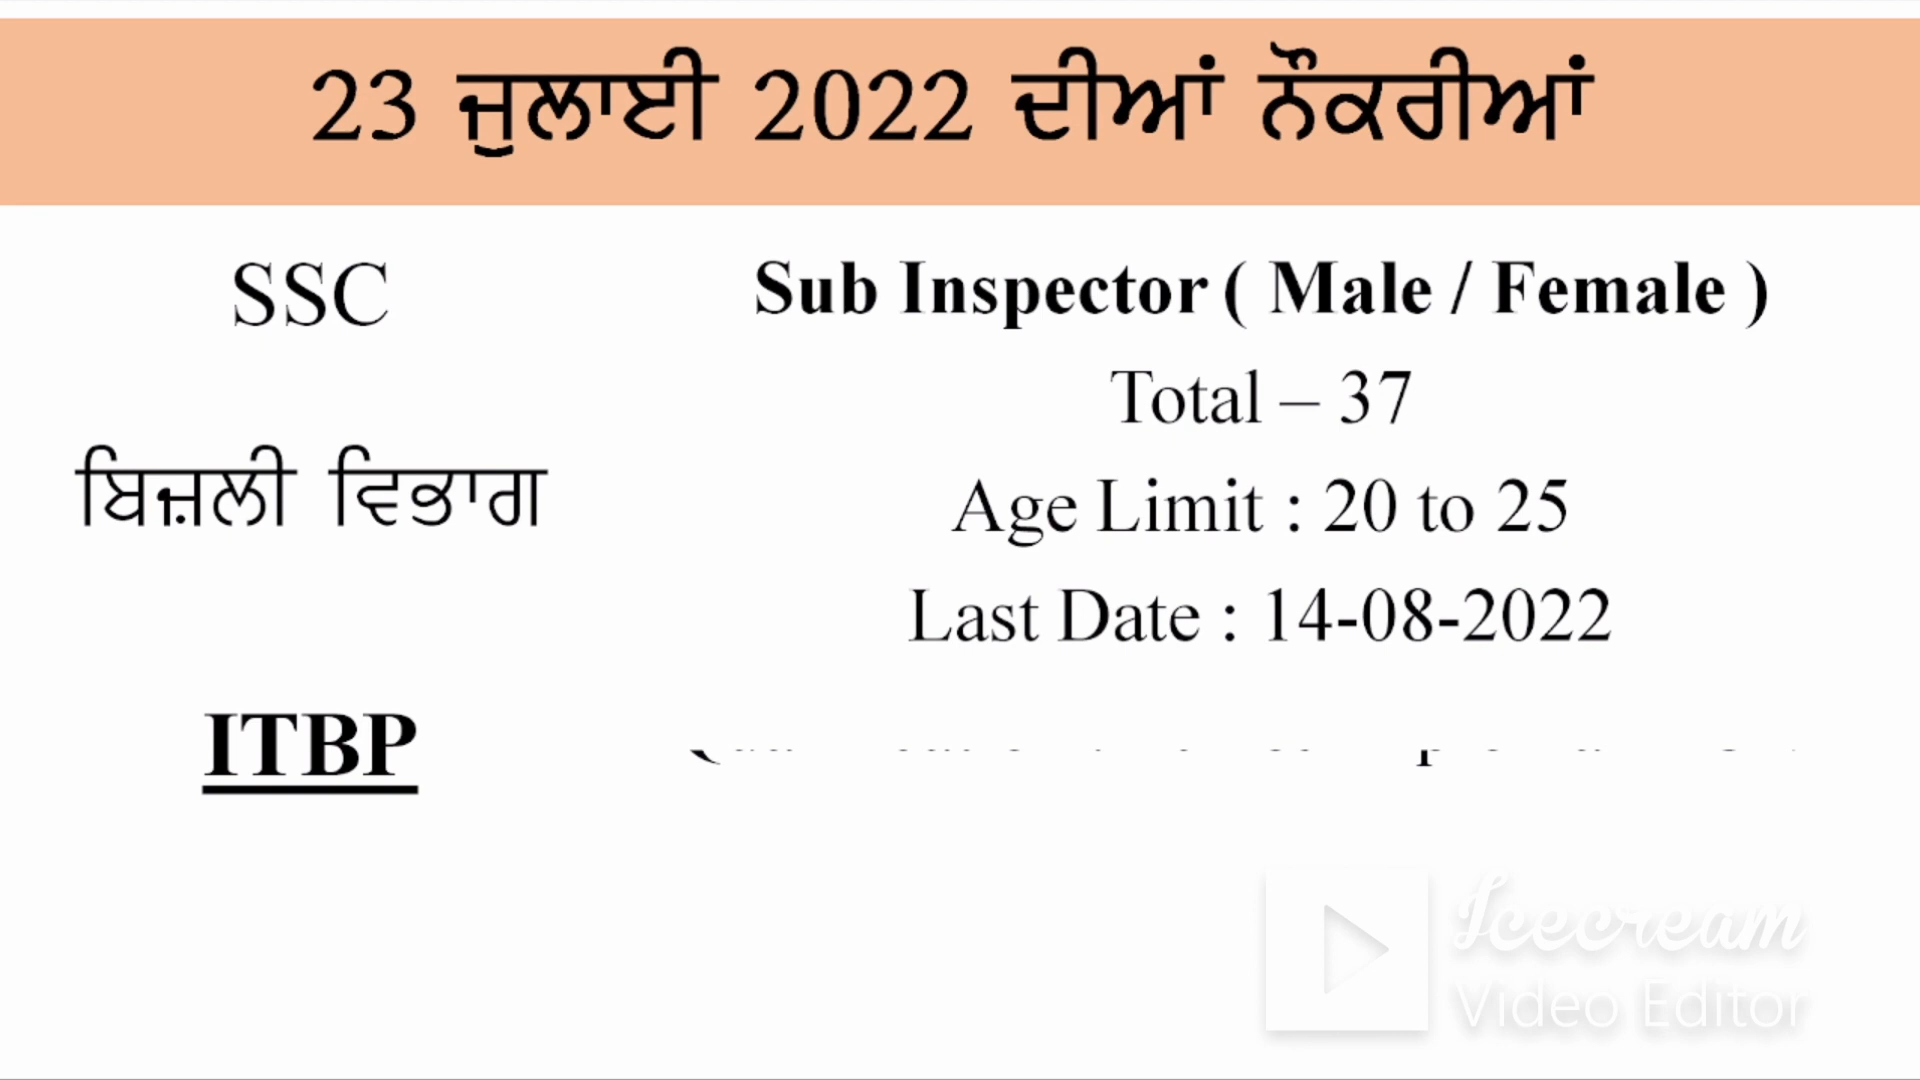 23 ਜੁਲਾਈ 2022 ਦੀਆਂ ਨੌਕਰੀਆਂ
SSC
ਬਿਜ਼ਲੀ ਵਿਭਾਗ
ITBP
Sub Inspector ( Male / Female )
Total – 37
Age Limit : 20 to 25
Last Date : 14-08-2022
Icecream
Video Editor